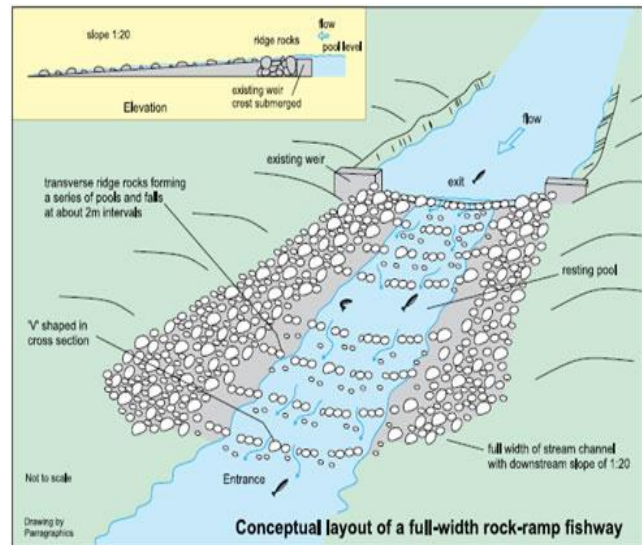 slope 1:20
ridge rocks
flow
pool level
existing weir
crest submerged
Elevation
flow
existing weir
exit
transverse ridge rocks forming
a series of pools and falls
at about 2m intervals
resting pool
'V' shaped in
cross section
full width of stream channel
with downstream slope of 1:20
Not to scale
Entrance
Drawing by
Parragraphics
Conceptual layout of a full-width rock-ramp fishway